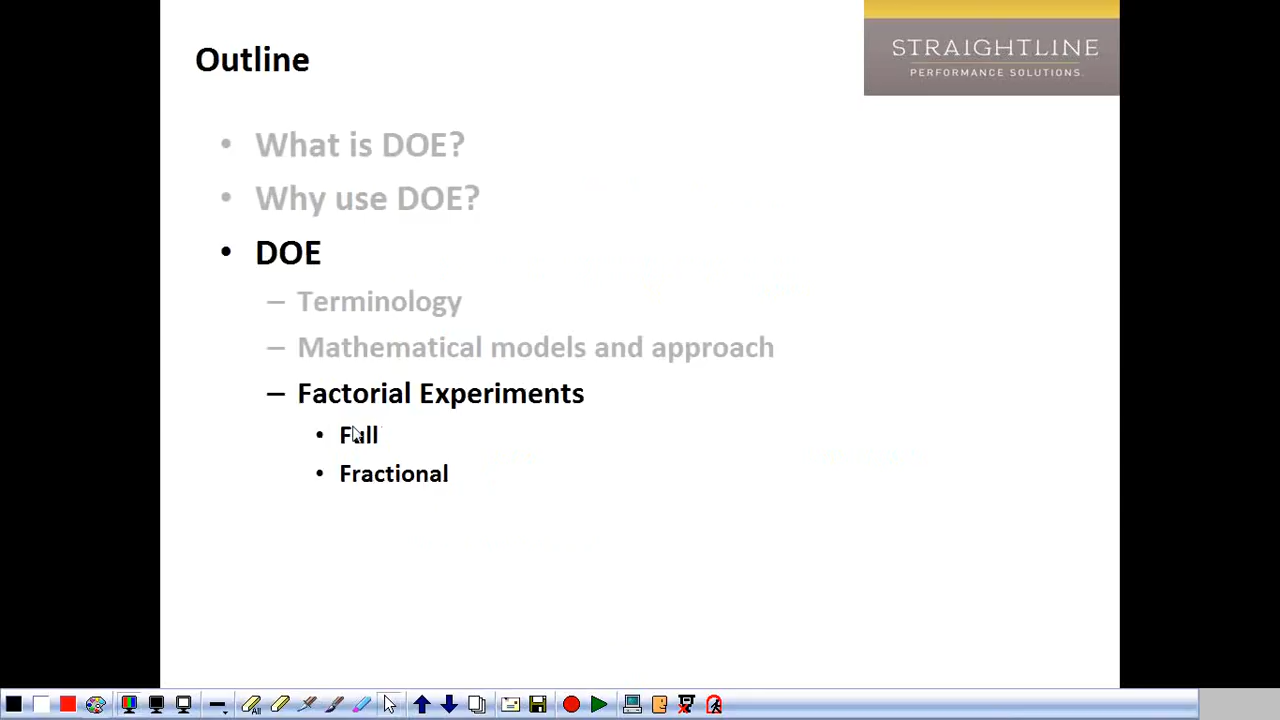 Outline
STRAIGHTLINE
PERFORMANCE SOLUTIONS.
• What is DOE?
• Why use DOE?
• DOE
– Terminology
– Mathematical models and approach
– Factorial Experiments
• Full
• Fractional
All